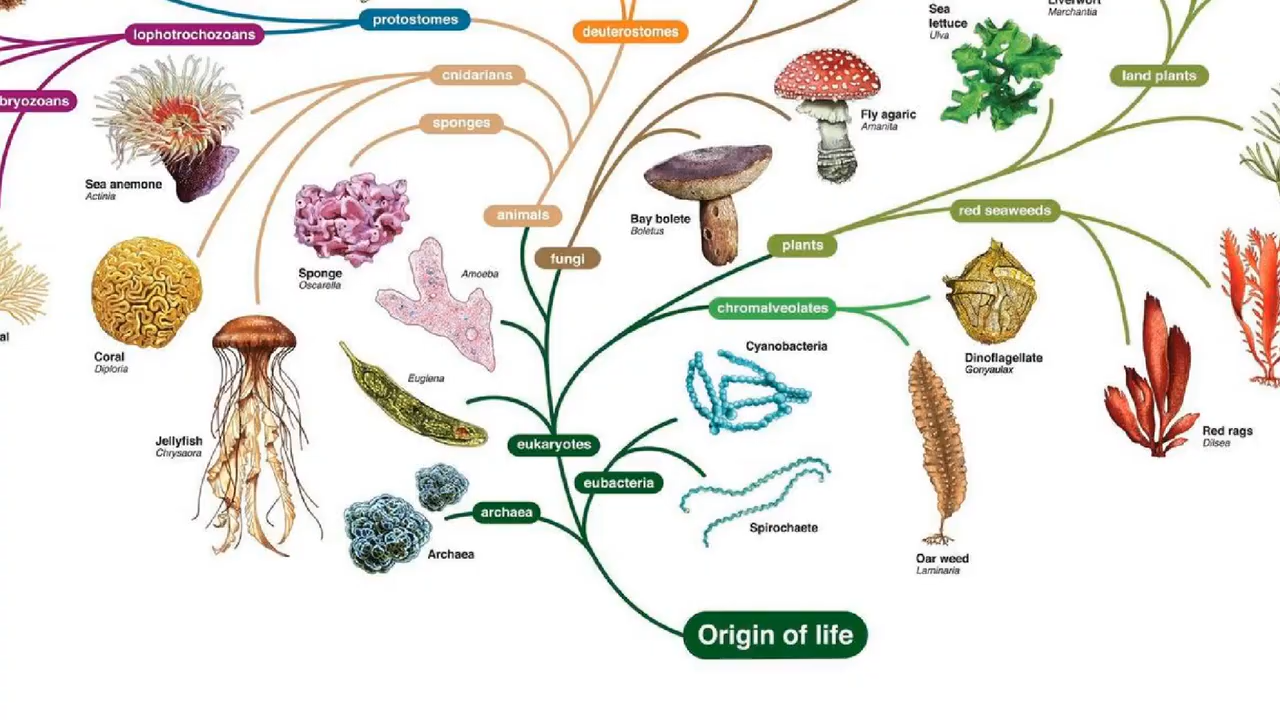 protostomes
lophotrochozoans
deuterostomes
Liverwort
Marchantia
Sea
lettuce
Ulva
cnidarians
land plants
bryozoans
sponges
Fly agaric
Amanita
Sea anemone
Actinia
animals
red seaweeds
Bay bolete
Boletus
plants
fungi
Sponge
Oscarella
Amoeba
chromalveolates
Cyanobacteria
Coral
Diploria
Dinoflagellate
Gonyaulax
Euglena
Jellyfish
Chrysaora
eukaryotes
Red rags
Dilsea
eubacteria
archaea
Spirochaete
Archaea
Oar weed
Laminaria
Origin of life